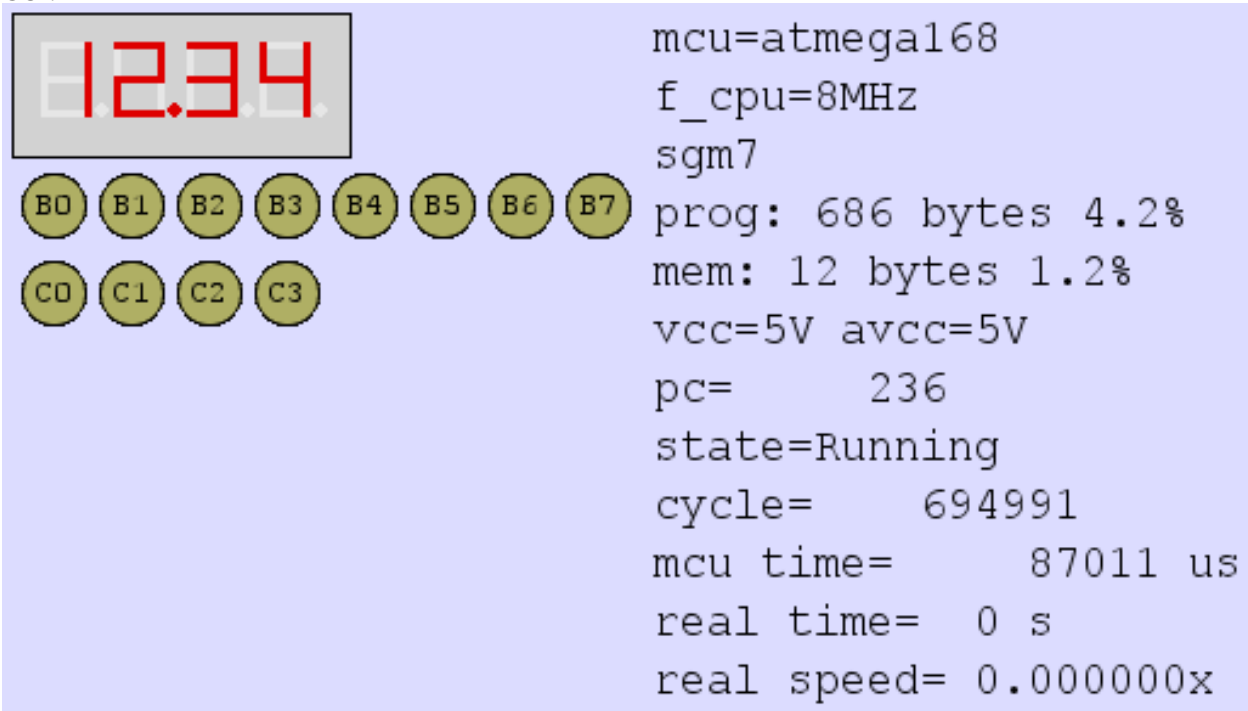 12.34
B0 B1 B2 B3 B4 B5 B6 B7
C0 C1 C2 C3
mcu=atmega168
f_cpu=8MHz
sgm7
prog: 686 bytes 4.2%
mem: 12 bytes 1.2%
vcc=5V avcc=5V
pc= 236
state=Running
cycle= 694991
mcu time= 87011 us
real time= 0 s
real speed= 0.000000x